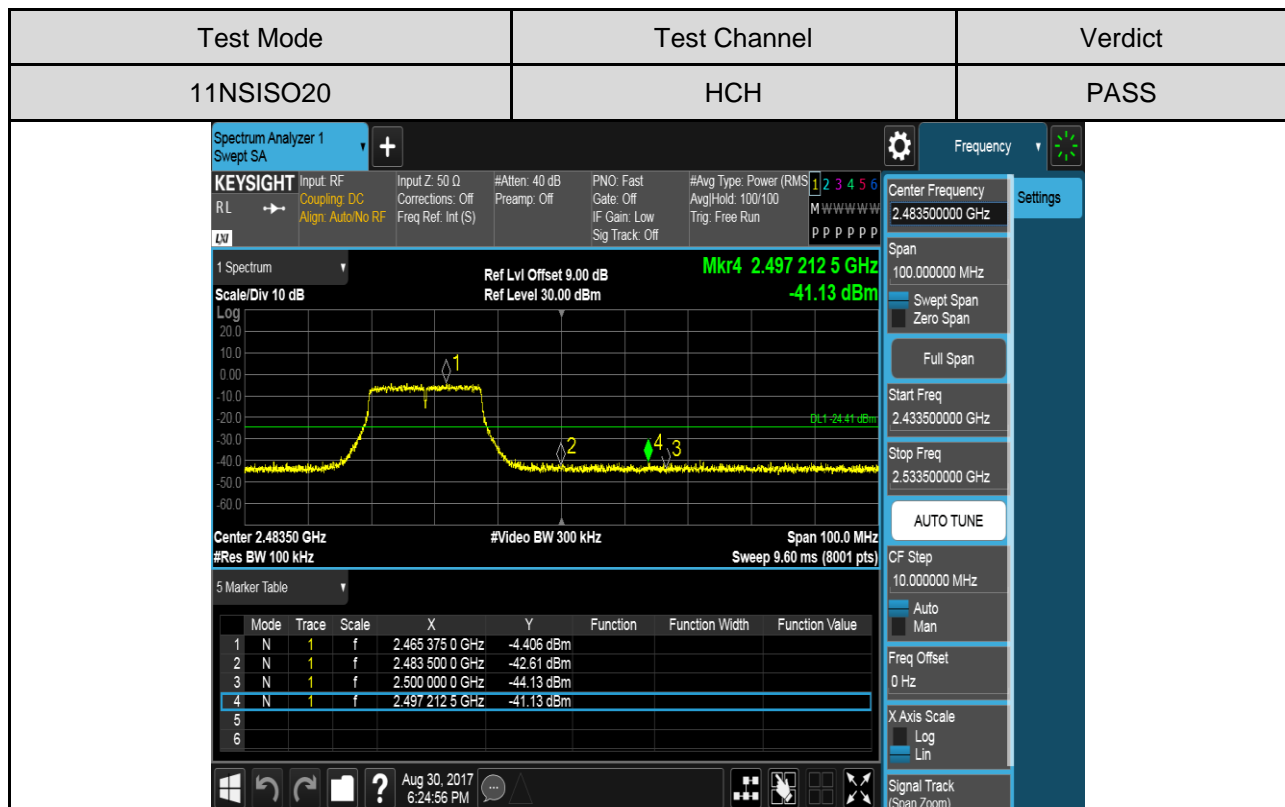 Test Mode Test Channel Verdict
11NSISO20 HCH PASS
Spectrum Analyzer 1
Swept SA
+
Frequency
KEYSIGHT
RL
LXI
Input: RF
Coupling: DC
Align: Auto/No RF
Input Z: 50 Ω
Corrections: Off
Freq Ref: Int (S)
#Atten: 40 dB
Preamp: Off
PNO: Fast
Gate: Off
IF Gain: Low
Sig Track: Off
#Avg Type: Power (RMS
Avg|Hold: 100/100
Trig: Free Run
1 2 3 4 5 6
M W W W W W
P P P P P P
1 Spectrum
Scale/Div 10 dB
Ref Lvl Offset 9.00 dB
Ref Level 30.00 dBm
Mkr4 2.497 212 5 GHz
-41.13 dBm
Log
20.0
10.0
0.00
-10.0
-20.0
-30.0
-40.0
-50.0
-60.0
1
DL1 -24.41 dBm
2
4
3
Center 2.48350 GHz #Video BW 300 kHz Span 100.0 MHz
#Res BW 100 kHz Sweep 9.60 ms (8001 pts)
5 Marker Table
Mode Trace Scale X Y Function Function Width Function Value
1 N 1 f 2.465 375 0 GHz -4.406 dBm
2 N 1 f 2.483 500 0 GHz -42.61 dBm
3 N 1 f 2.500 000 0 GHz -44.13 dBm
4 N 1 f 2.497 212 5 GHz -41.13 dBm
5
6
Aug 30, 2017
6:24:56 PM
Settings
Center Frequency
2.483500000 GHz
Span
100.000000 MHz
Swept Span
Zero Span
Full Span
Start Freq
2.433500000 GHz
Stop Freq
2.533500000 GHz
AUTO TUNE
CF Step
10.000000 MHz
Auto
Man
Freq Offset
0 Hz
X Axis Scale
Log
Lin
Signal Track
(Span Zoom)